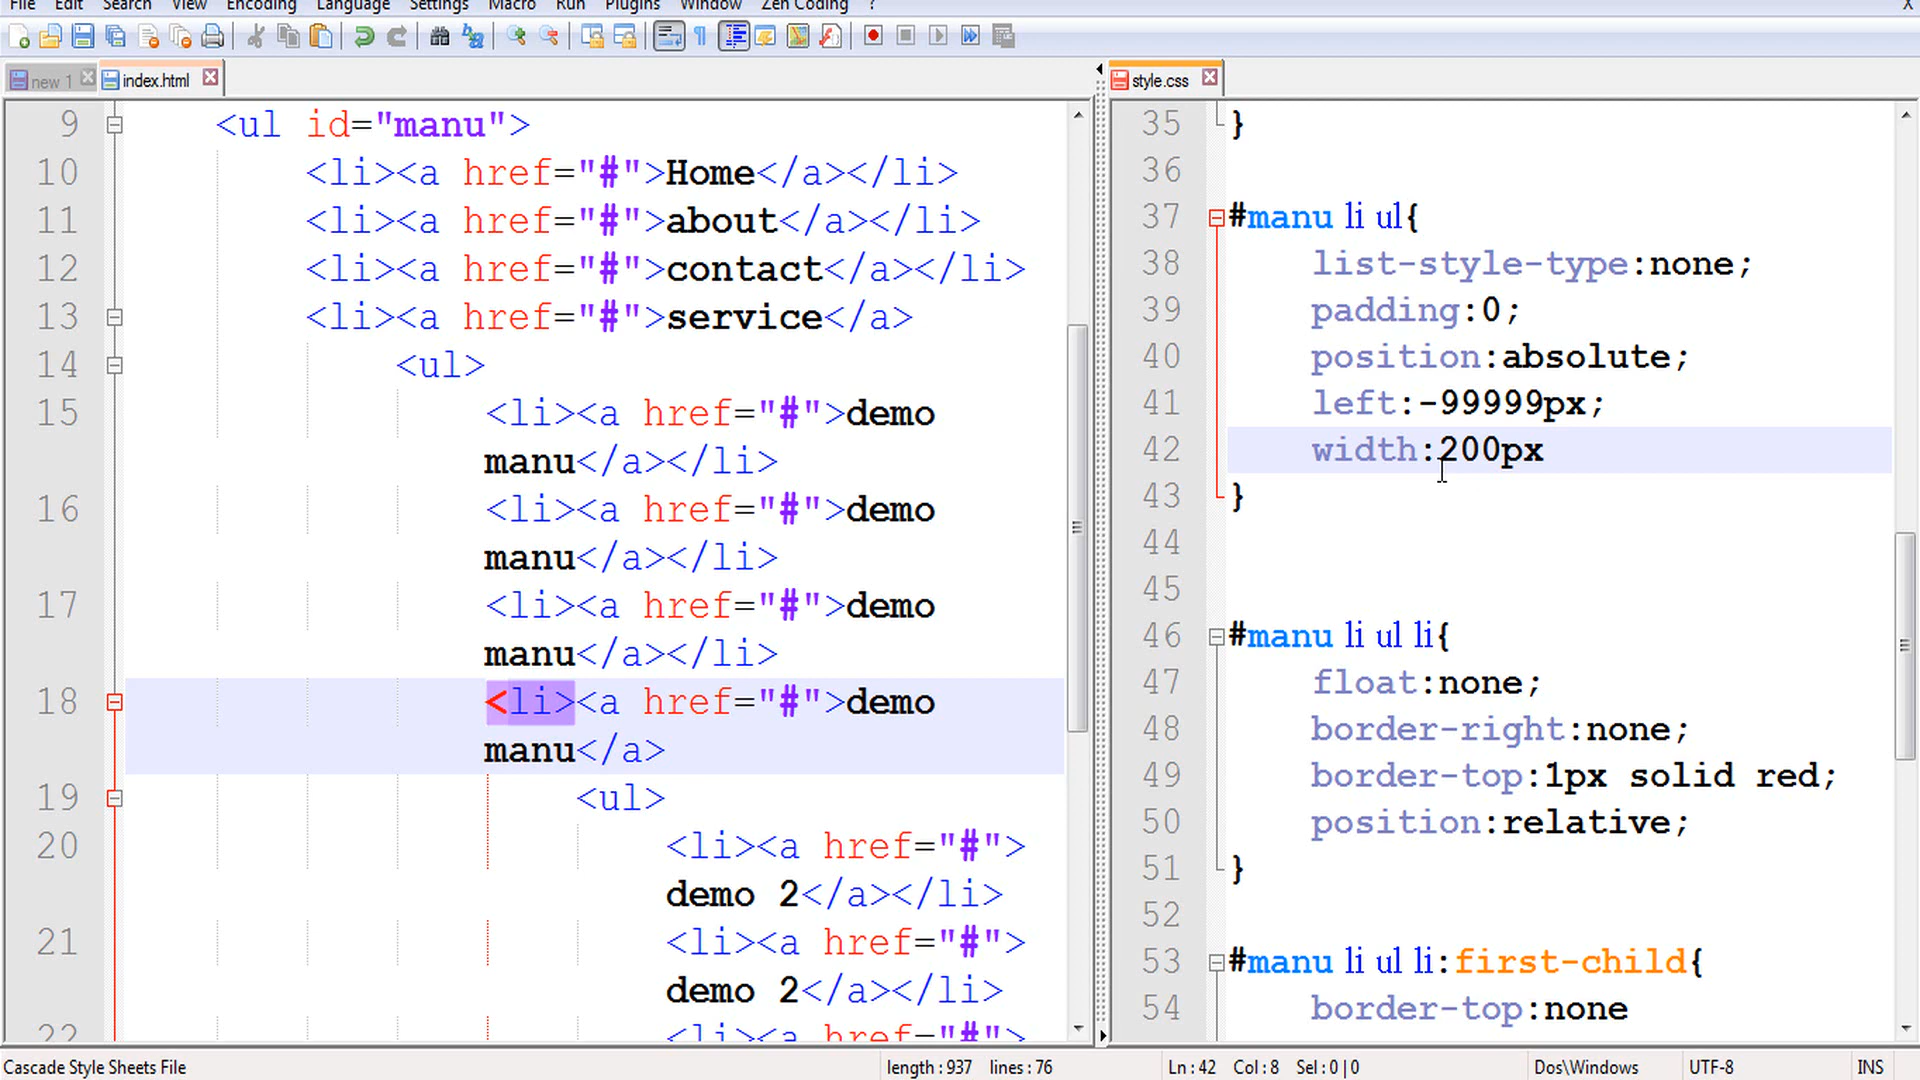 File Edit Search View Encoding Language Settings Macro Run Plugins Window Zen Coding ? X
new 1 index.html style.css
9 <ul id="manu">
10 <li><a href="#">Home</a></li>
11 <li><a href="#">about</a></li>
12 <li><a href="#">contact</a></li>
13 <li><a href="#">service</a>
14 <ul>
15 <li><a href="#">demo
manu</a></li>
16 <li><a href="#">demo
manu</a></li>
17 <li><a href="#">demo
manu</a></li>
18 <li><a href="#">demo
manu</a>
19 <ul>
20 <li><a href="#">
demo 2</a></li>
21 <li><a href="#">
demo 2</a></li>
22 <li><a href="#">
35 }
36
37 #manu li ul{
38 list-style-type:none;
39 padding:0;
40 position:absolute;
41 left:-99999px;
42 width:200px
43 }
44
45
46 #manu li ul li{
47 float:none;
48 border-right:none;
49 border-top:1px solid red;
50 position:relative;
51 }
52
53 #manu li ul li:first-child{
54 border-top:none
Cascade Style Sheets File length : 937 lines : 76 Ln : 42 Col : 8 Sel : 0 | 0 Dos\Windows UTF-8 INS